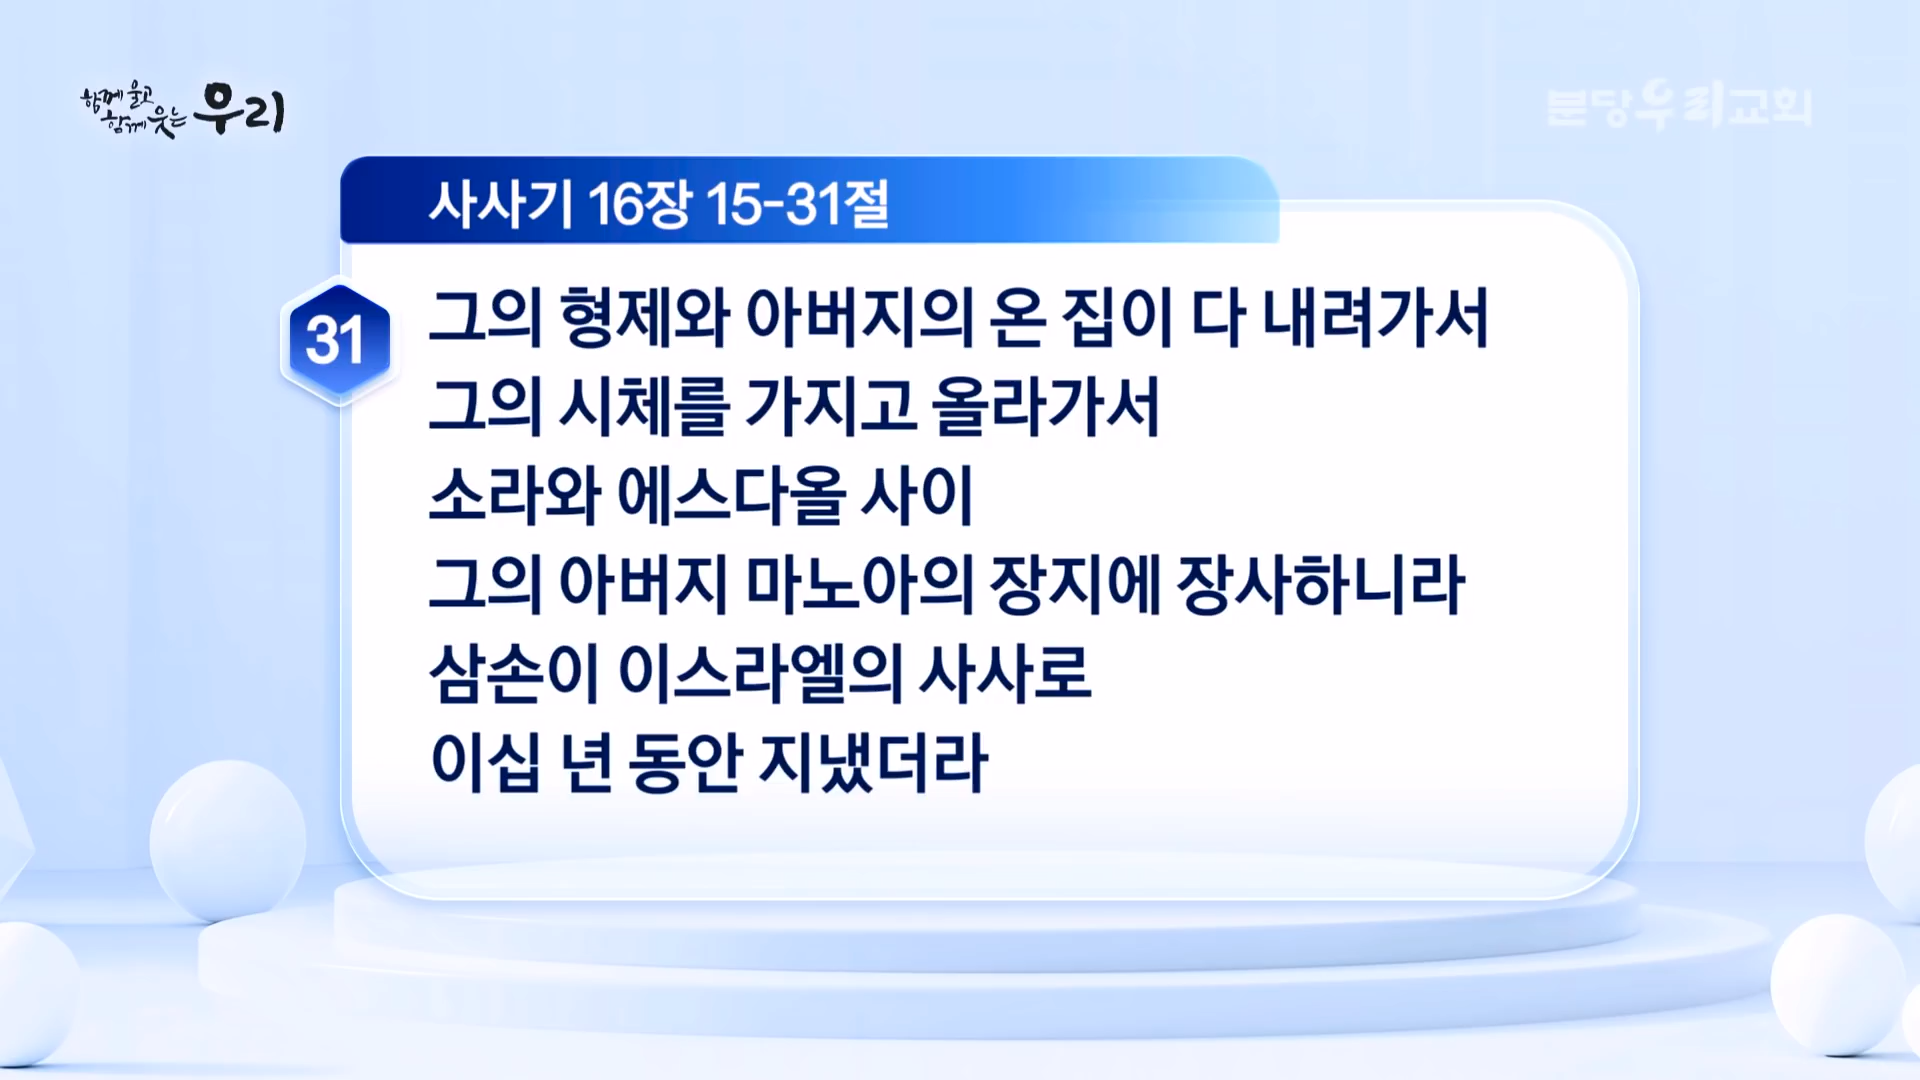 함께 울고
함께 웃는 우리
분당우리교회
사사기 16장 15-31절
31
그의 형제와 아버지의 온 집이 다 내려가서
그의 시체를 가지고 올라가서
소라와 에스다올 사이
그의 아버지 마노아의 장지에 장사하니라
삼손이 이스라엘의 사사로
이십 년 동안 지냈더라